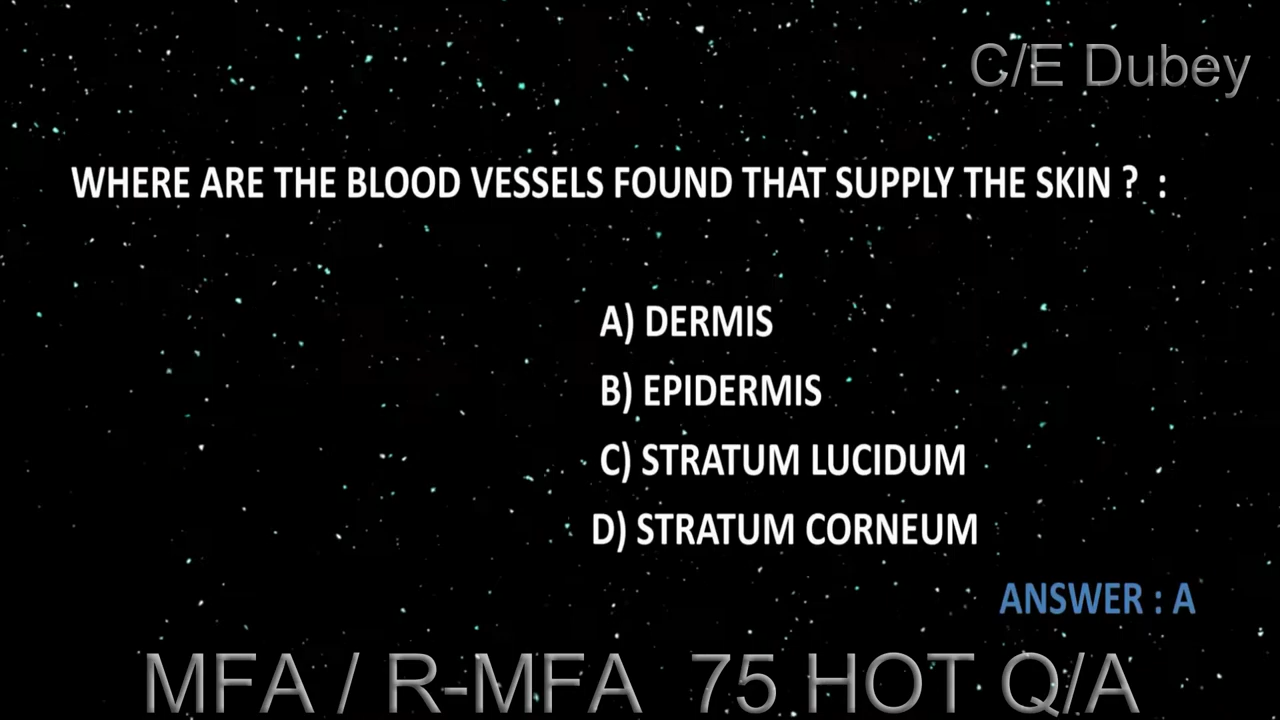 C/E Dubey
WHERE ARE THE BLOOD VESSELS FOUND THAT SUPPLY THE SKIN ? :
A) DERMIS
B) EPIDERMIS
C) STRATUM LUCIDUM
D) STRATUM CORNEUM
ANSWER : A
MFA / R-MFA 75 HOT Q/A